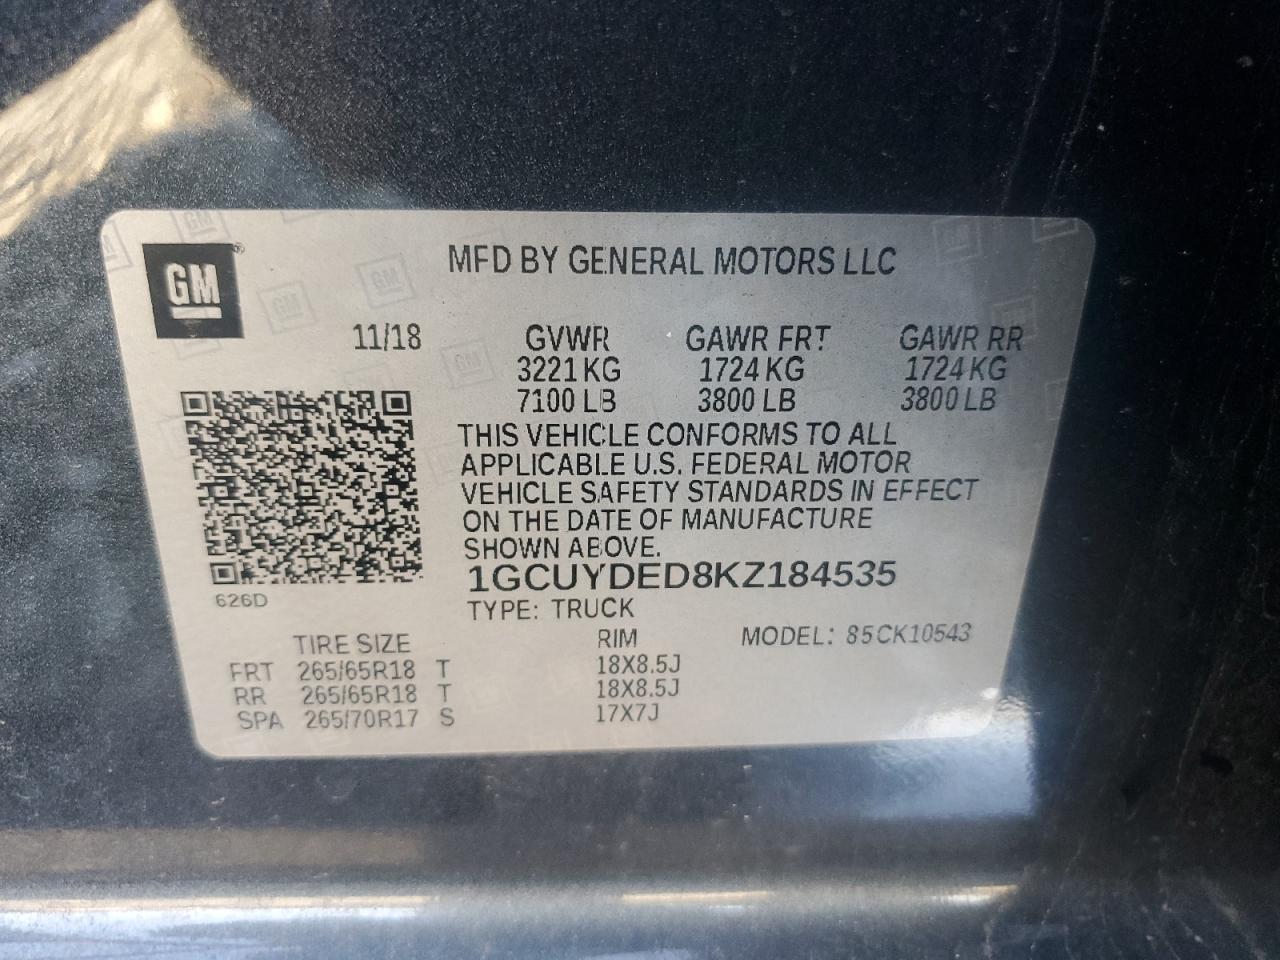 GM
MFD BY GENERAL MOTORS LLC
11/18 GVWR GAWR FRT GAWR RR
3221 KG 1724 KG 1724 KG
7100 LB 3800 LB 3800 LB
THIS VEHICLE CONFORMS TO ALL
APPLICABLE U.S. FEDERAL MOTOR
VEHICLE SAFETY STANDARDS IN EFFECT
ON THE DATE OF MANUFACTURE
SHOWN ABOVE.
1GCUYDED8KZ184535
626D
TYPE: TRUCK
TIRE SIZE RIM MODEL: 85CK10543
FRT 265/65R18 T 18X8.5J
RR 265/65R18 T 18X8.5J
SPA 265/70R17 S 17X7J